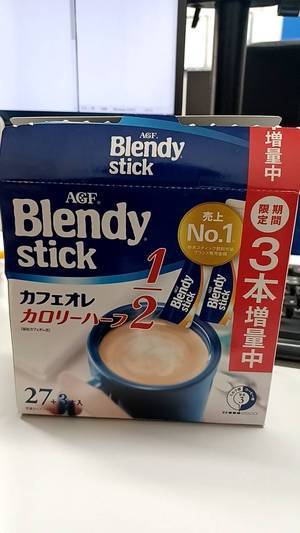 AGF
Blendy
stick
増量中
AGF
Blendy
stick
売上
No.1
期間
限定
3本増量中
カフェオレ
カロリーハーフ
1/2
Blendy
stick
Blendy
stick
27+3本入